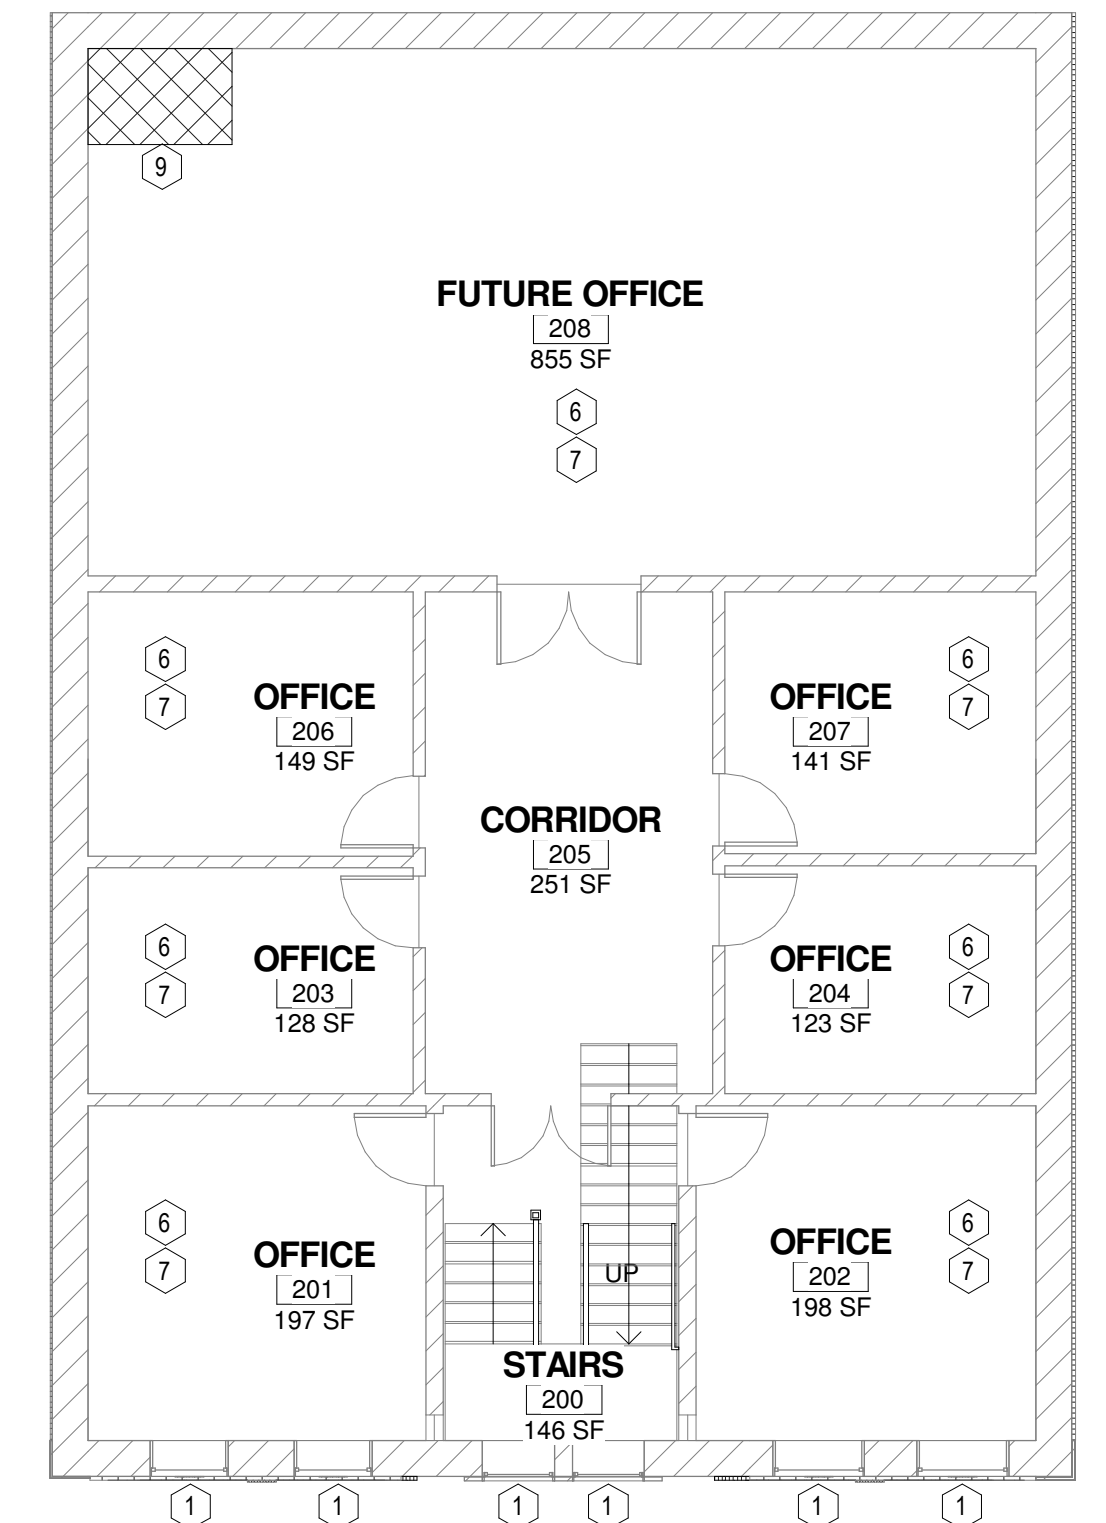 9
FUTURE OFFICE
208
855 SF
6
7
6
7
OFFICE
206
149 SF
OFFICE
207
141 SF
6
7
CORRIDOR
205
251 SF
6
7
OFFICE
203
128 SF
OFFICE
204
123 SF
6
7
6
7
OFFICE
201
197 SF
UP
OFFICE
202
198 SF
6
7
STAIRS
200
146 SF
1
1
1
1
1
1